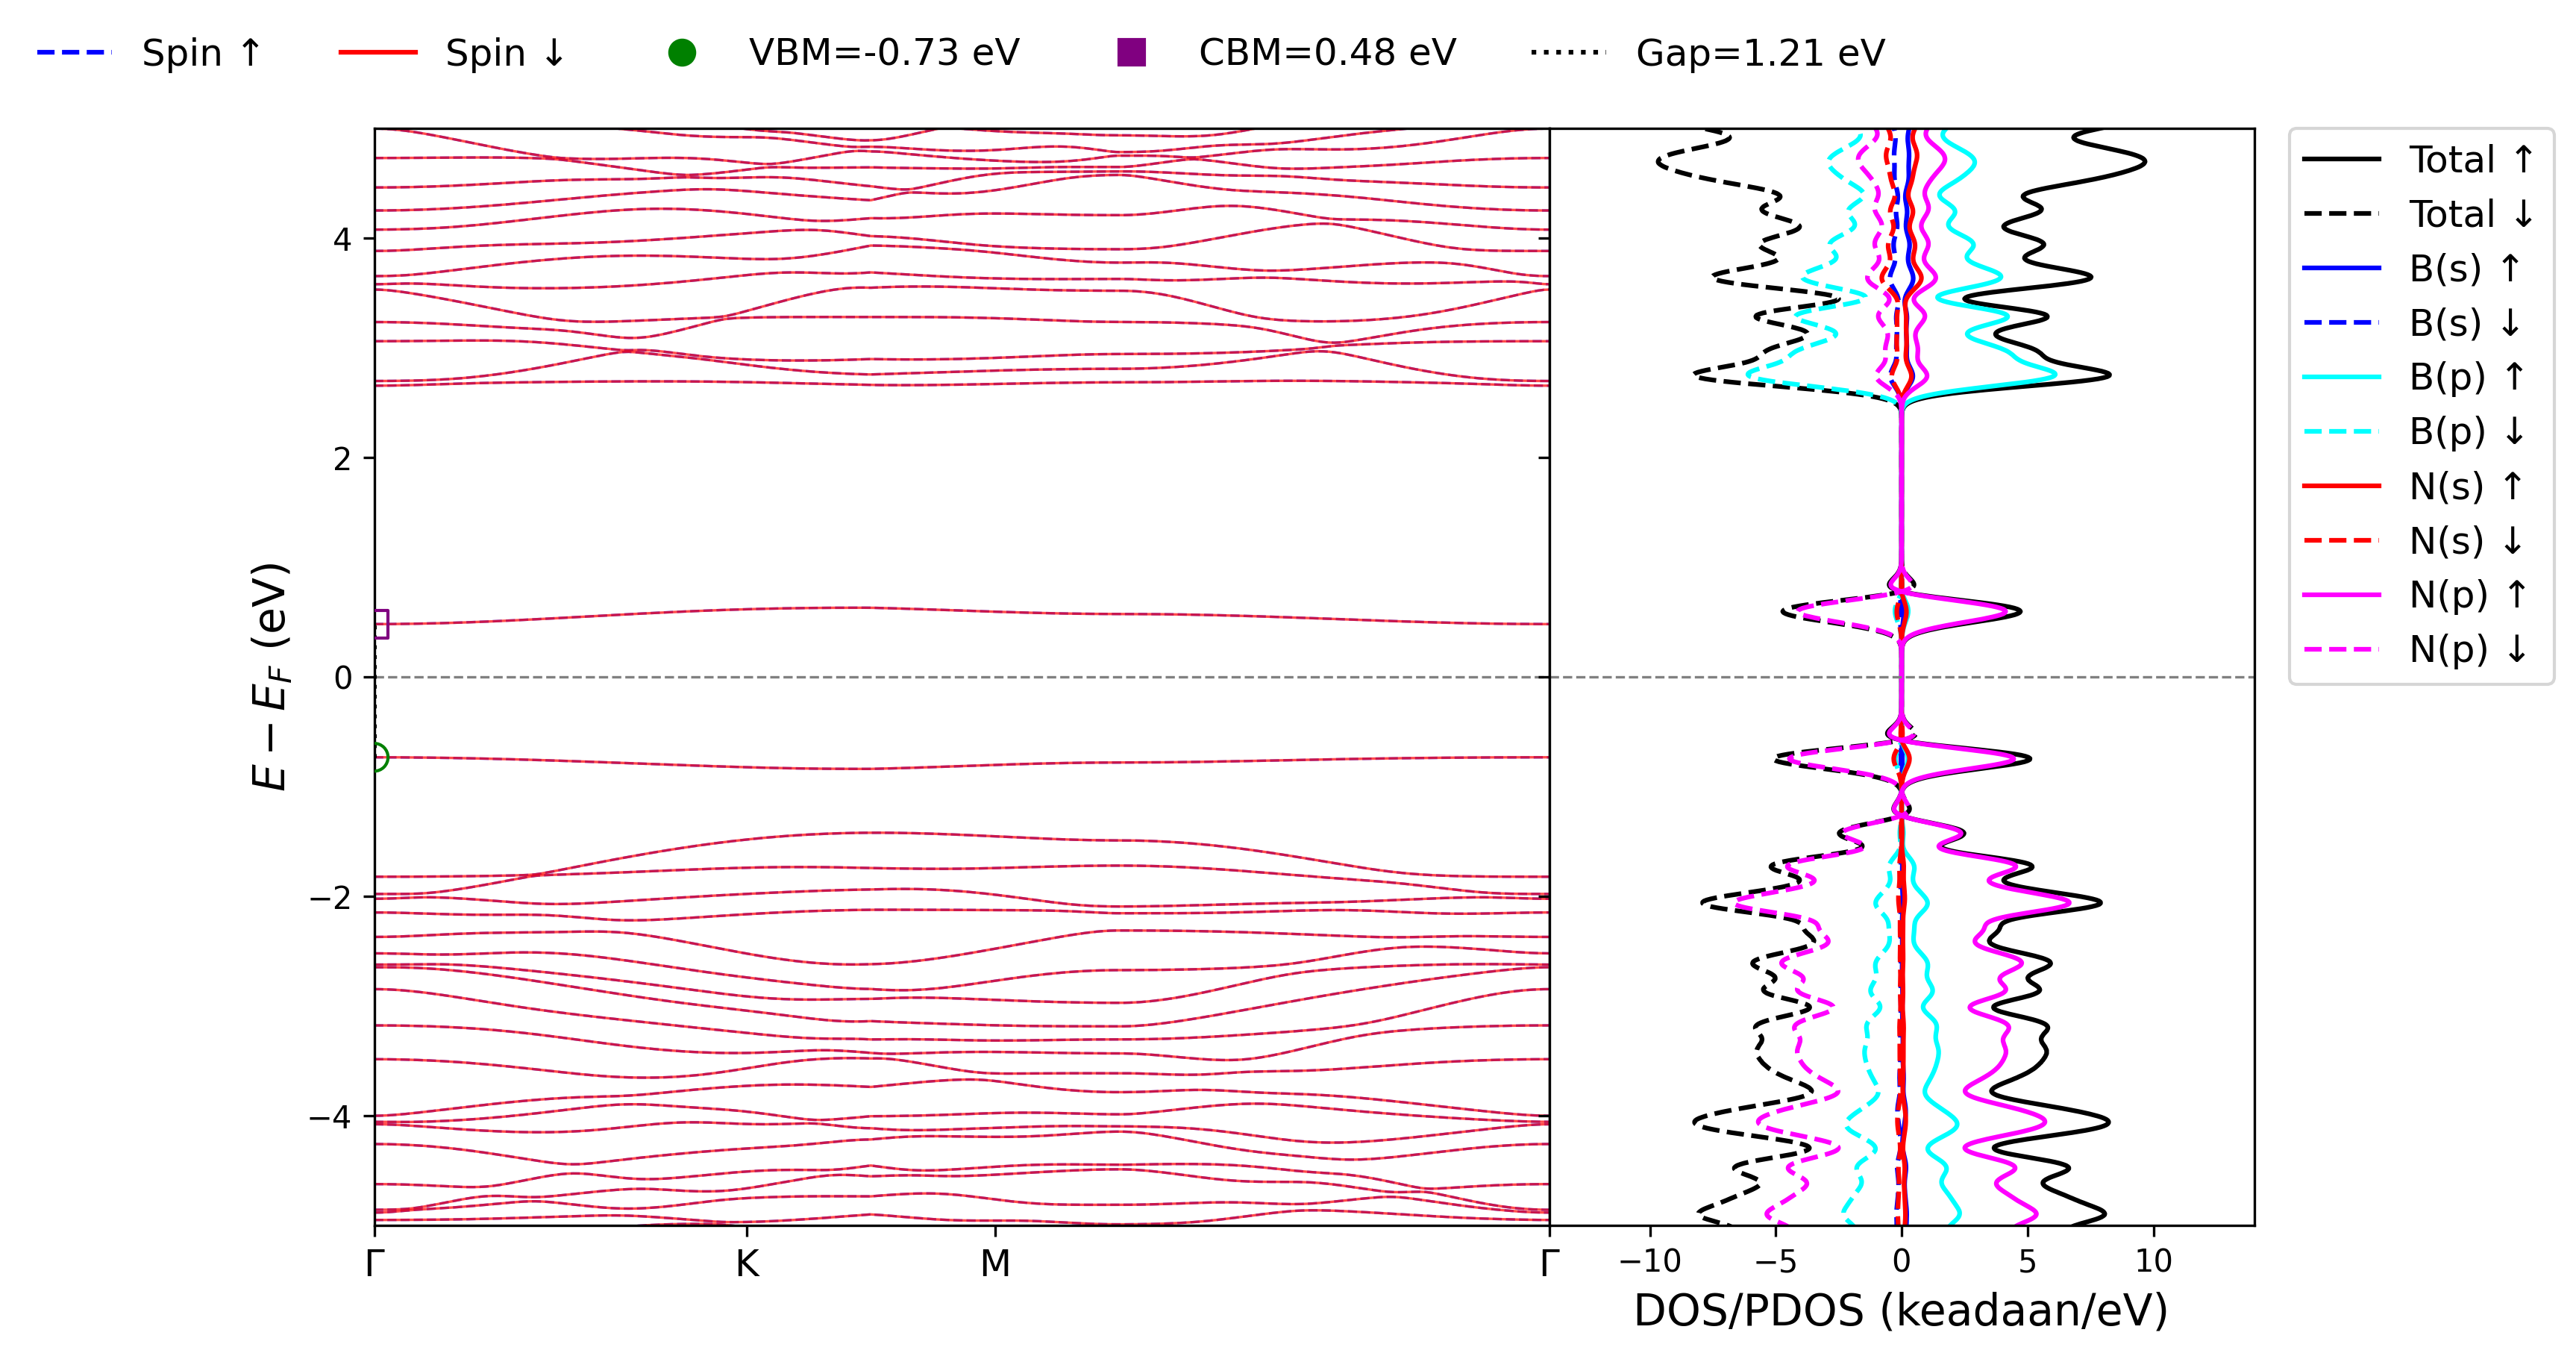 Spin ↑ Spin ↓ VBM=-0.73 eV CBM=0.48 eV Gap=1.21 eV
E − E_F (eV)
4
2
0
−2
−4
Γ K M Γ
−10 −5 0 5 10
DOS/PDOS (keadaan/eV)
Total ↑
Total ↓
B(s) ↑
B(s) ↓
B(p) ↑
B(p) ↓
N(s) ↑
N(s) ↓
N(p) ↑
N(p) ↓